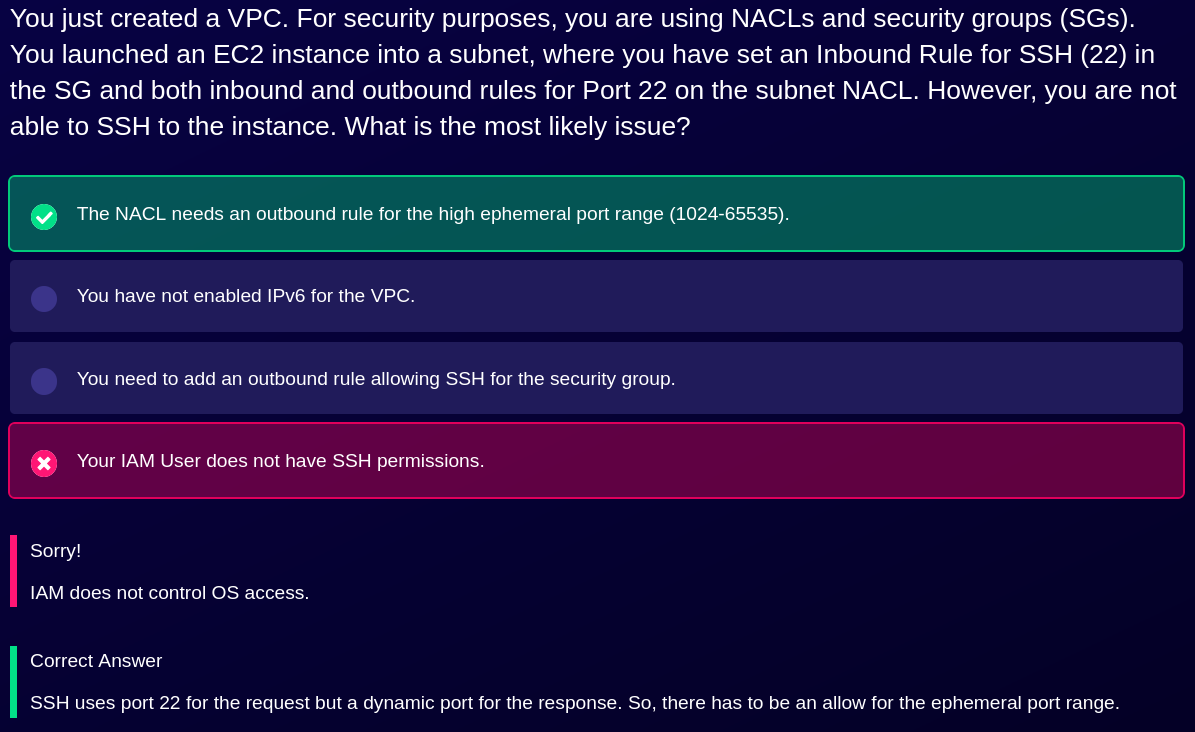 You just created a VPC. For security purposes, you are using NACLs and security groups (SGs).
You launched an EC2 instance into a subnet, where you have set an Inbound Rule for SSH (22) in
the SG and both inbound and outbound rules for Port 22 on the subnet NACL. However, you are not
able to SSH to the instance. What is the most likely issue?
The NACL needs an outbound rule for the high ephemeral port range (1024-65535).
You have not enabled IPv6 for the VPC.
You need to add an outbound rule allowing SSH for the security group.
Your IAM User does not have SSH permissions.
Sorry!
IAM does not control OS access.
Correct Answer
SSH uses port 22 for the request but a dynamic port for the response. So, there has to be an allow for the ephemeral port range.